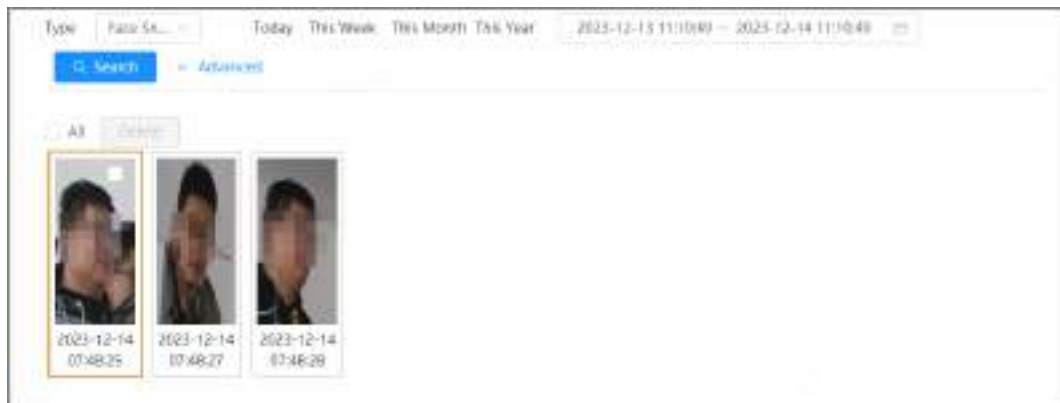 Type Face Se... Today This Week This Month This Year 2023-12-13 11:10:49 ~ 2023-12-14 11:10:49
Search Advanced
All Delete
2023-12-14 2023-12-14 2023-12-14
07:48:25 07:48:27 07:48:28